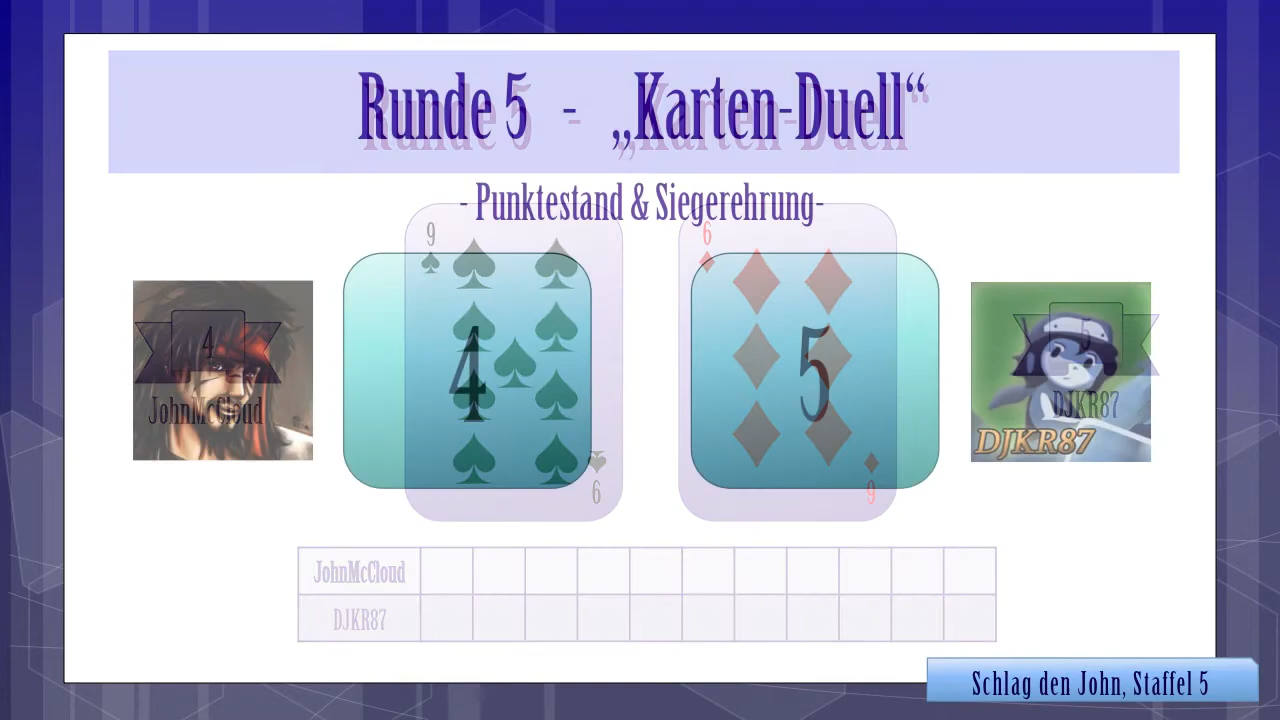 Runde 5 - „Karten-Duell“
- Punktestand & Siegerehrung-
9
6
4
JohnMcCloud
4
5
5
DJKR87
DJKR87
9
6
JohnMcCloud
DJKR87
Schlag den John, Staffel 5